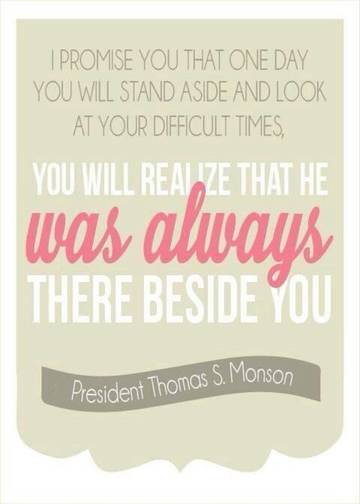 I PROMISE YOU THAT ONE DAY
YOU WILL STAND ASIDE AND LOOK
AT YOUR DIFFICULT TIMES,
YOU WILL REALIZE THAT HE
was always
THERE BESIDE YOU
President Thomas S. Monson